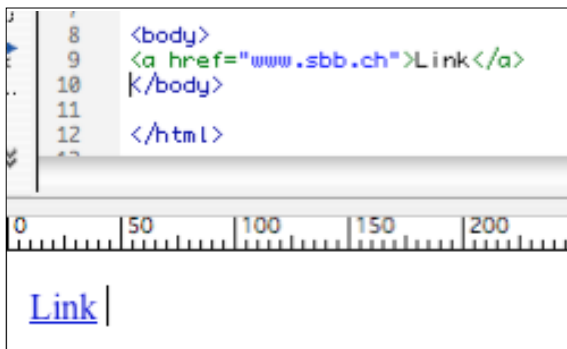 8 <body>
9 <a href="www.sbb.ch">Link</a>
10 </body>
11
12 </html>
0 50 100 150 200
Link